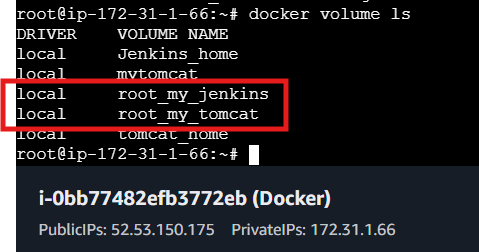 root@ip-172-31-1-66:~# docker volume ls
DRIVER    VOLUME NAME
local     Jenkins_home
local     mytomcat
local     root_my_jenkins
local     root_my_tomcat
local     tomcat_home
root@ip-172-31-1-66:~#
i-0bb77482efb3772eb (Docker)
PublicIPs: 52.53.150.175    PrivateIPs: 172.31.1.66